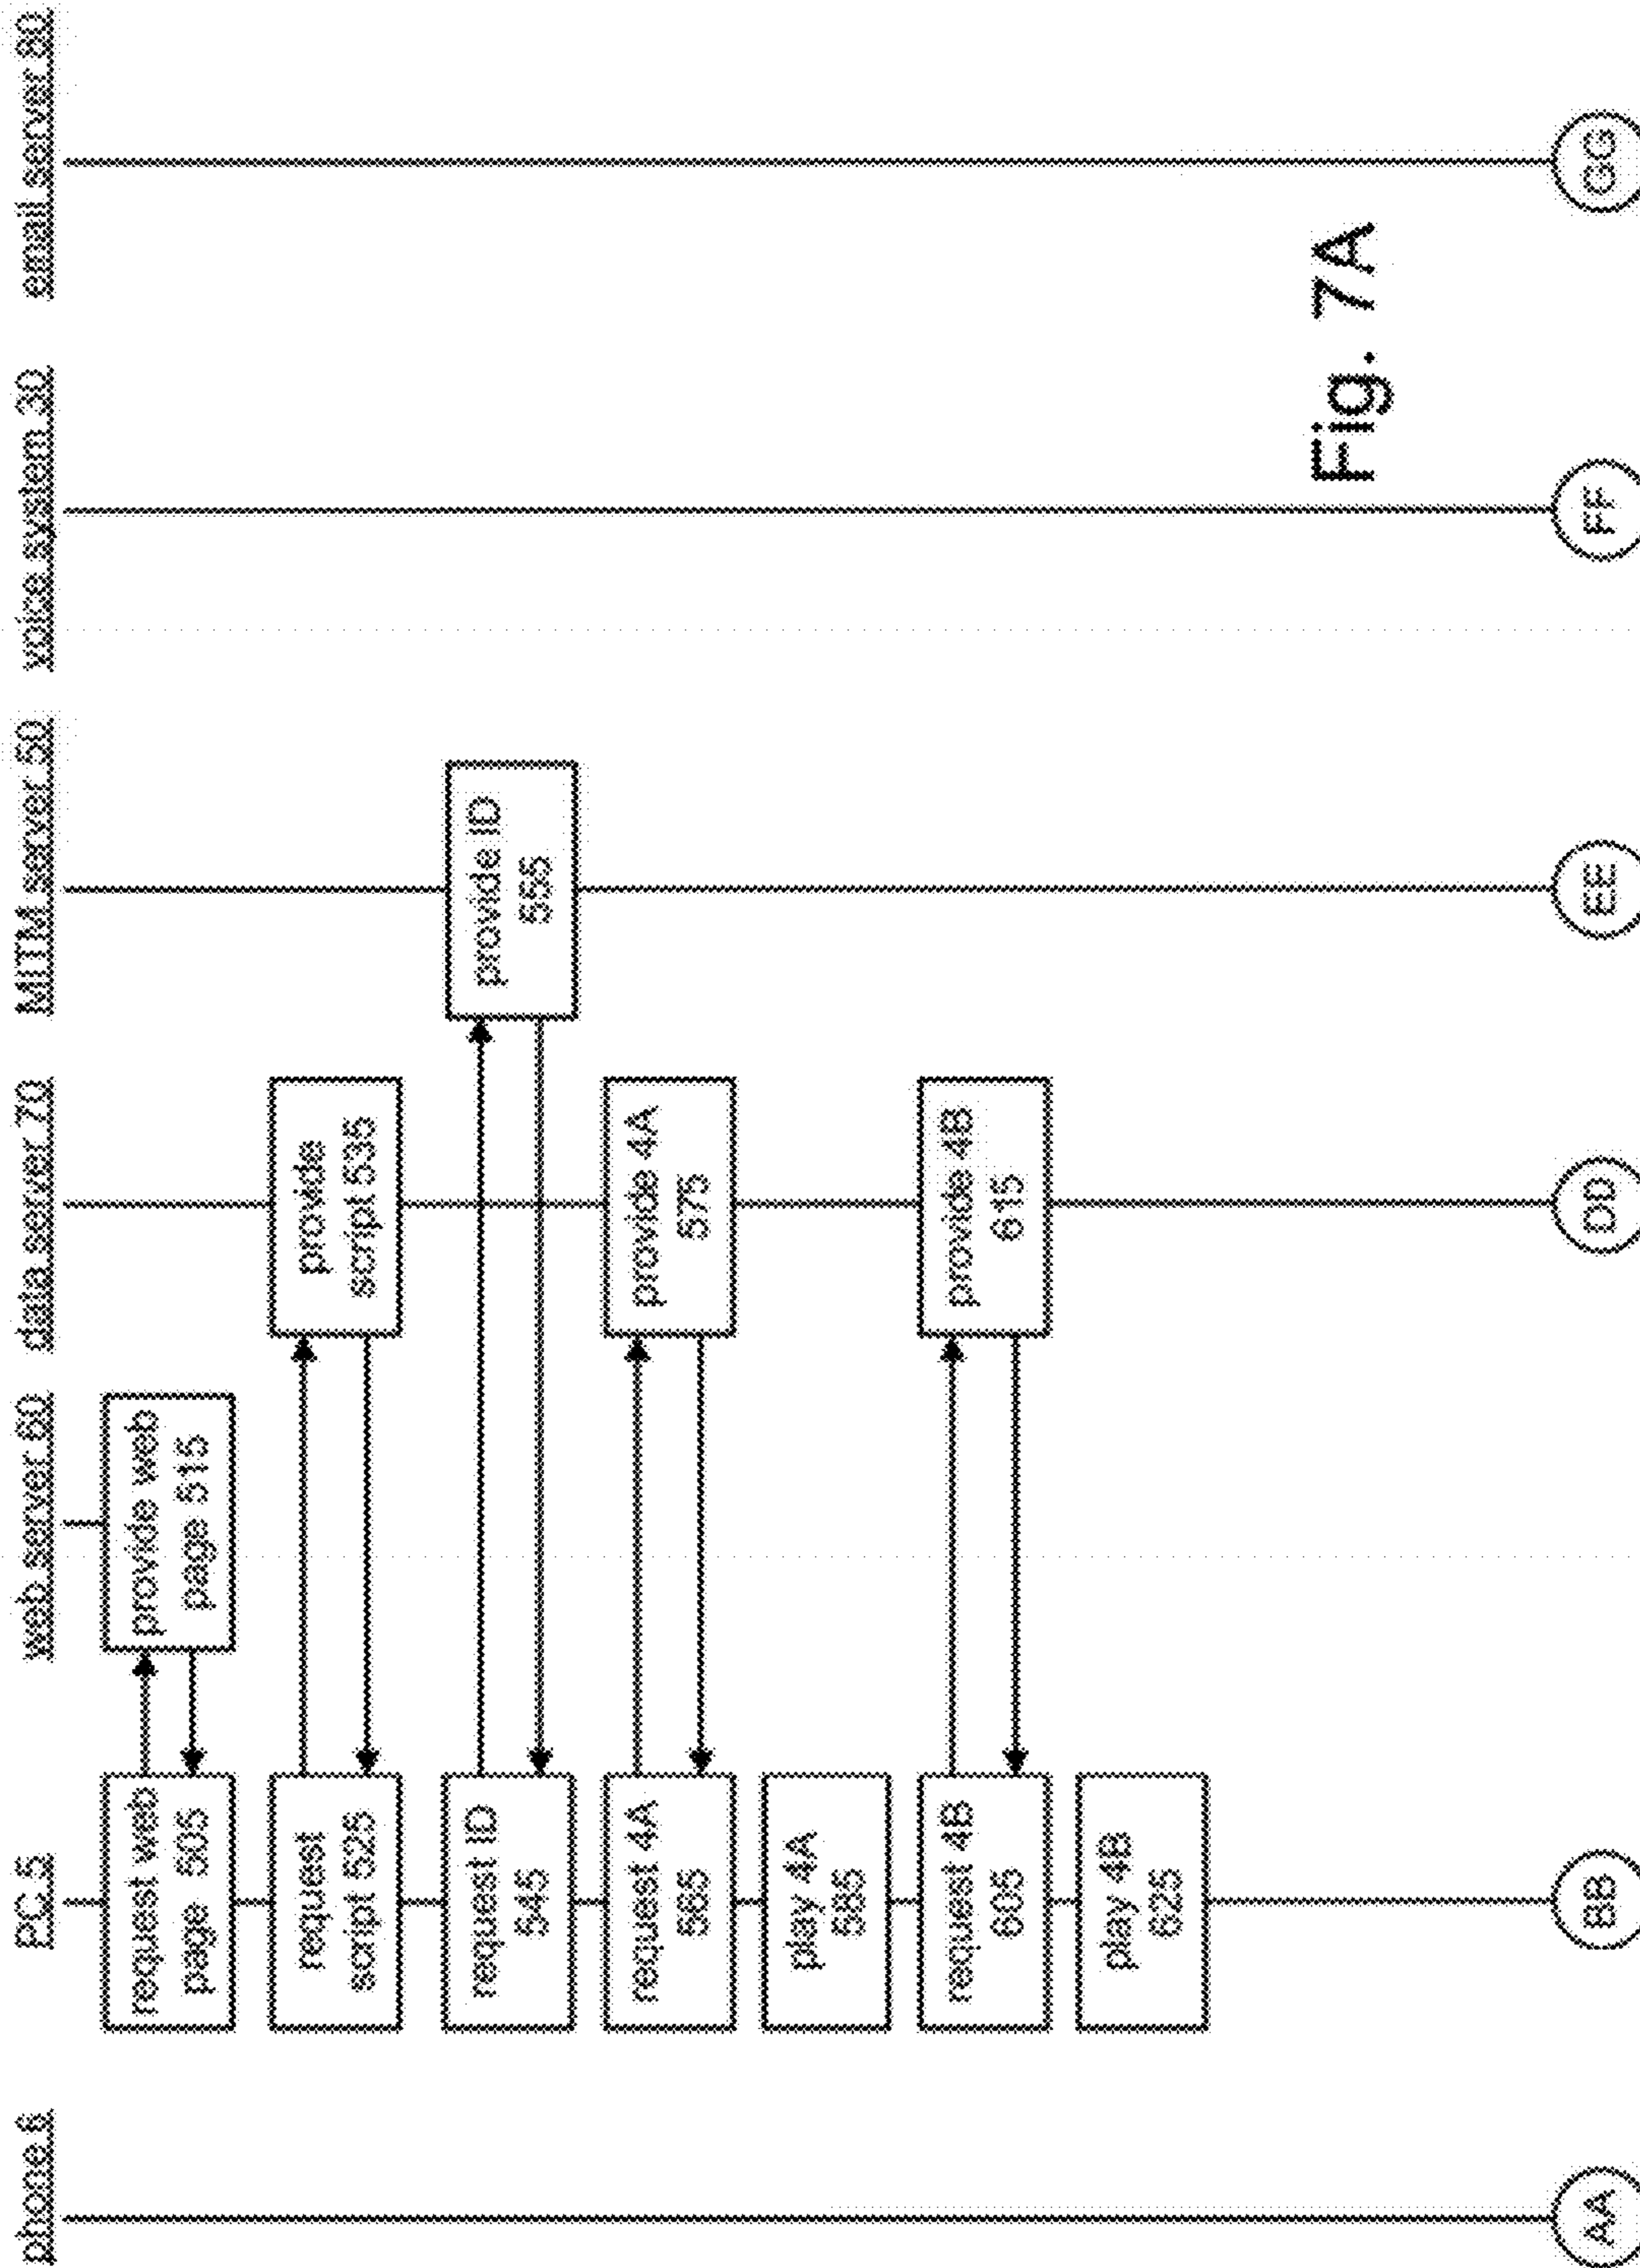 phone 6
PC 5
web server 60
data server 70
MITM server 50
voice system 30
email server 80
request web
page 505
provide web
page 515
request
script 525
provide
script 535
request ID
545
provide ID
555
request 4A
565
provide 4A
575
play 4A
585
request 4B
605
provide 4B
615
play 4B
625
Fig. 7A
AA
BB
DD
EE
FF
GG